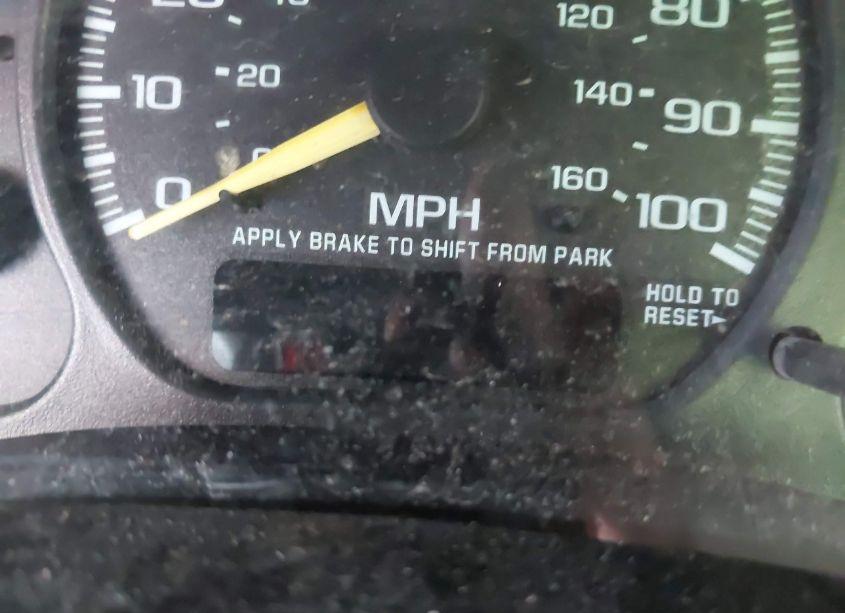 120
80
10
20
140
90
0
160
100
MPH
APPLY BRAKE TO SHIFT FROM PARK
HOLD TO
RESET